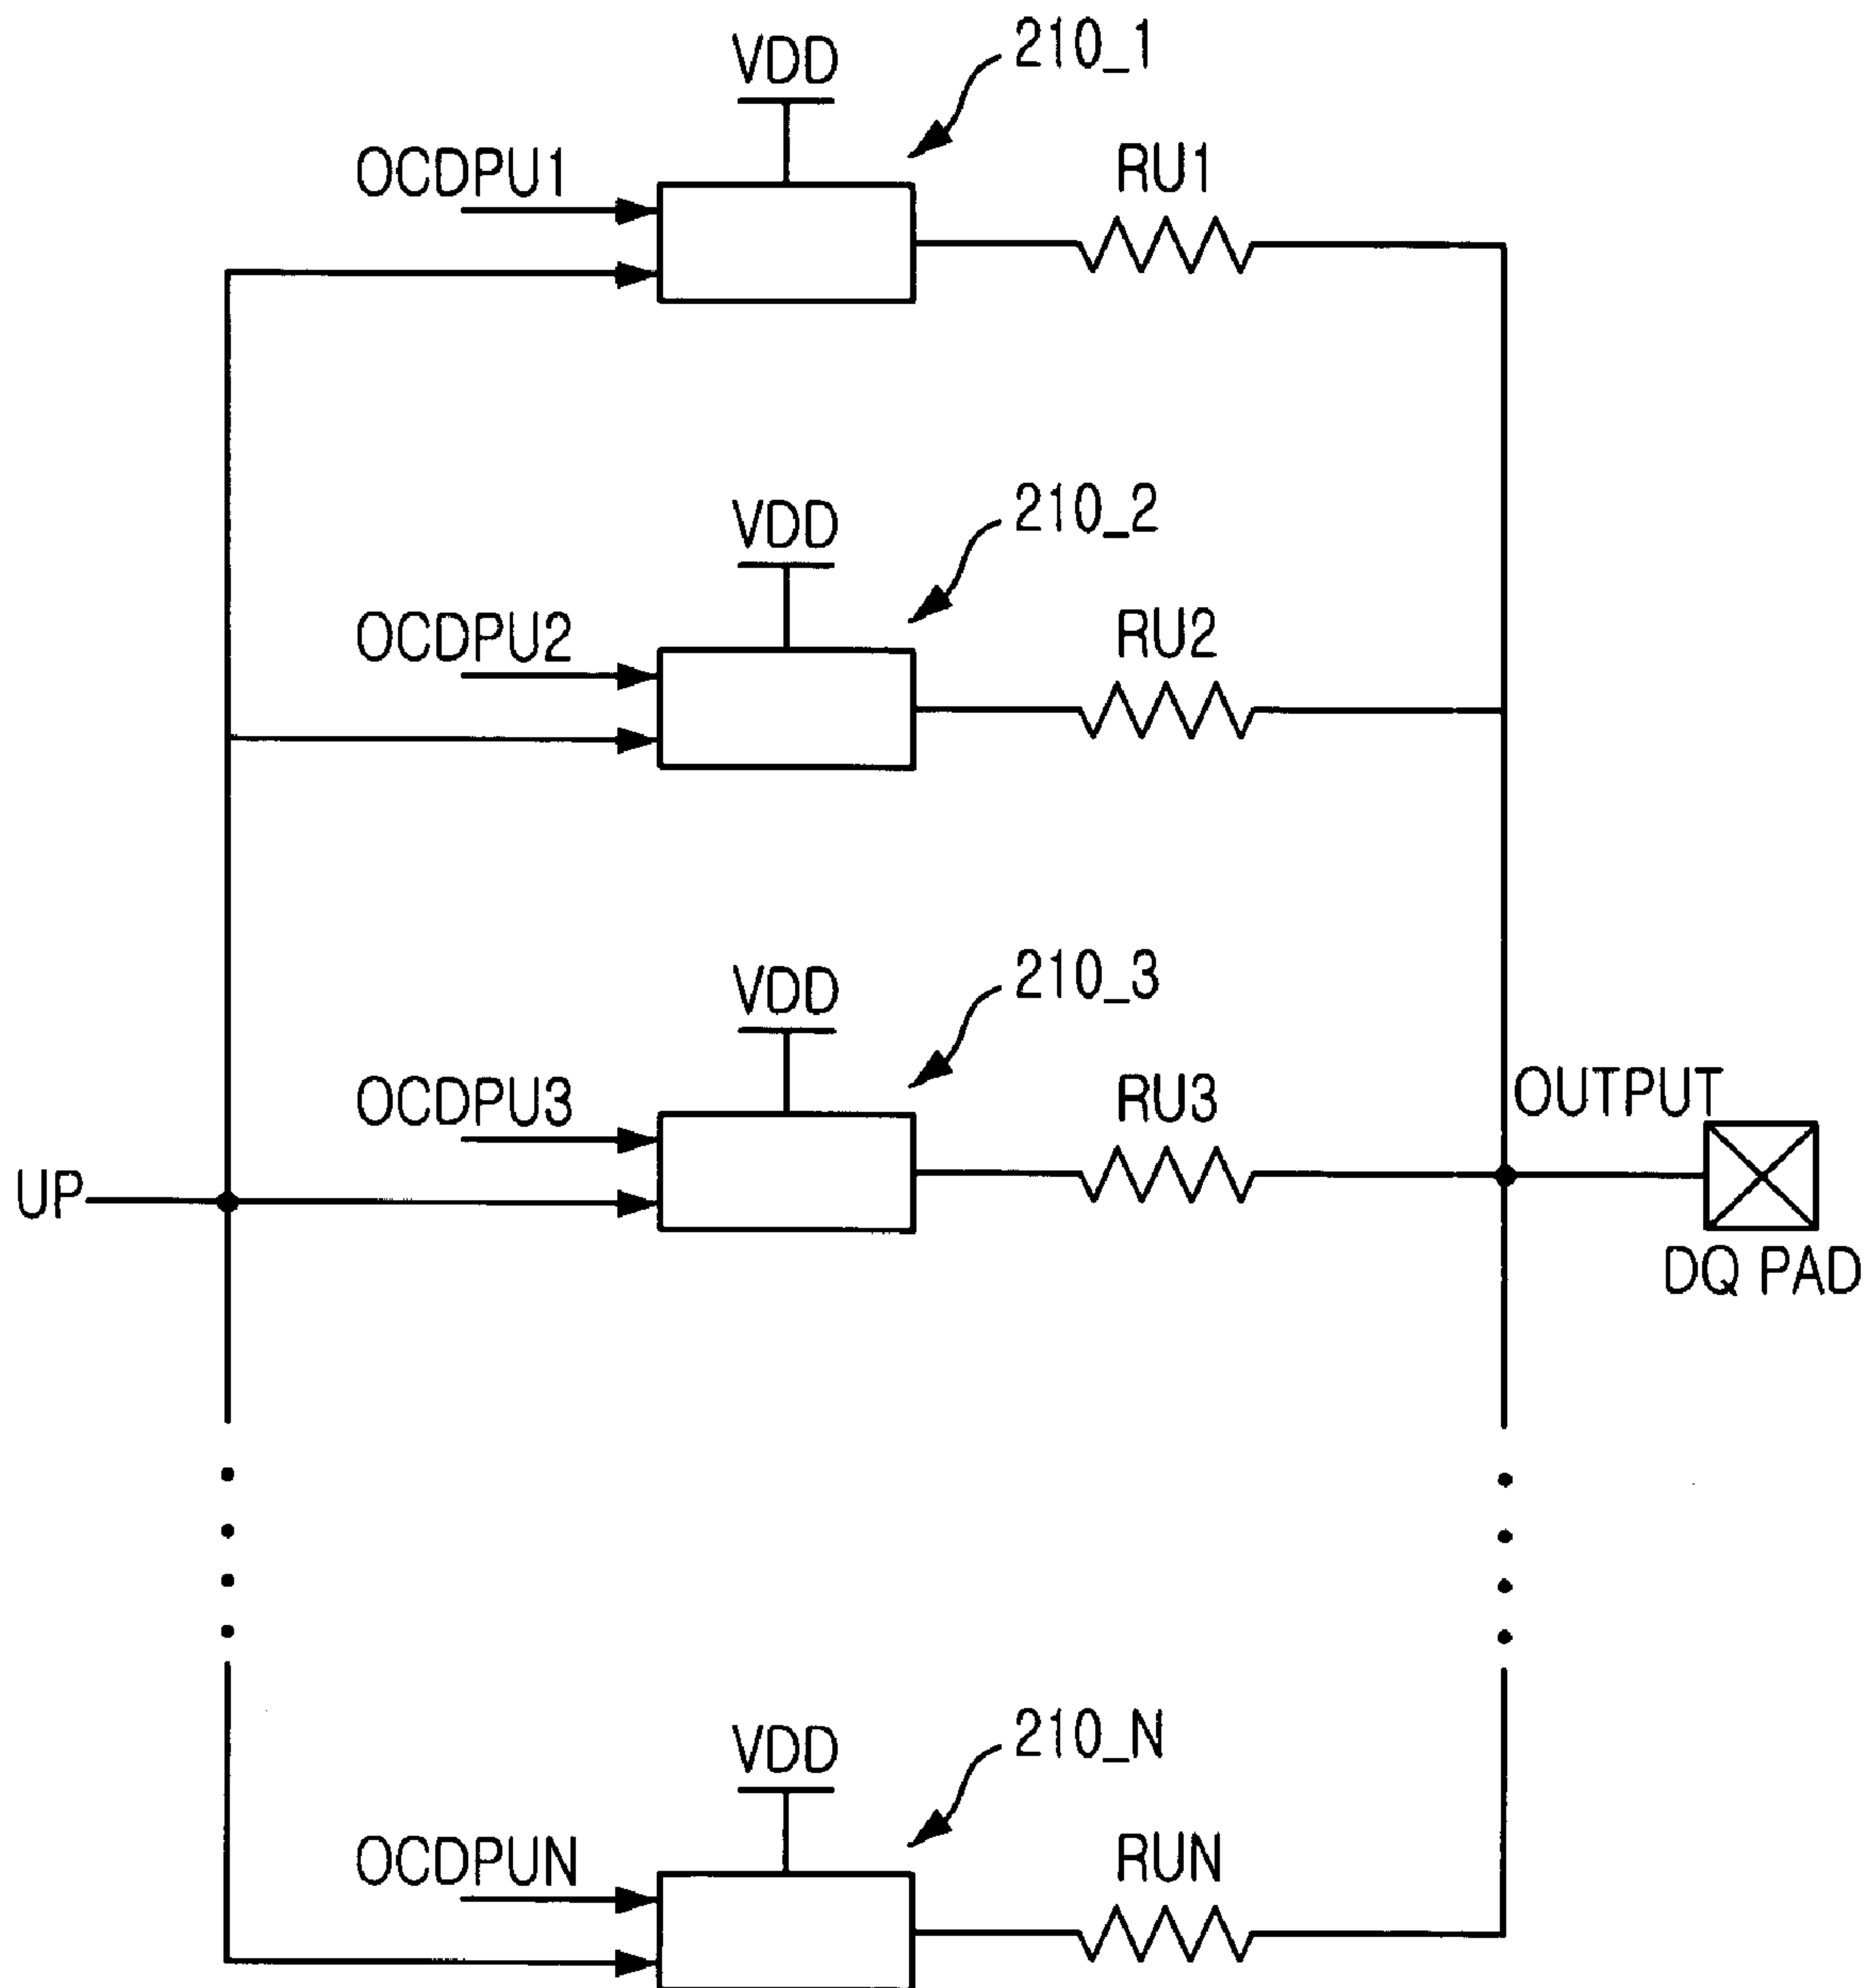 VDD
210_1
OCDPU1
RU1
VDD
210_2
OCDPU2
RU2
VDD
210_3
OCDPU3
RU3
OUTPUT
UP
DQ PAD
VDD
210_N
OCDPUN
RUN